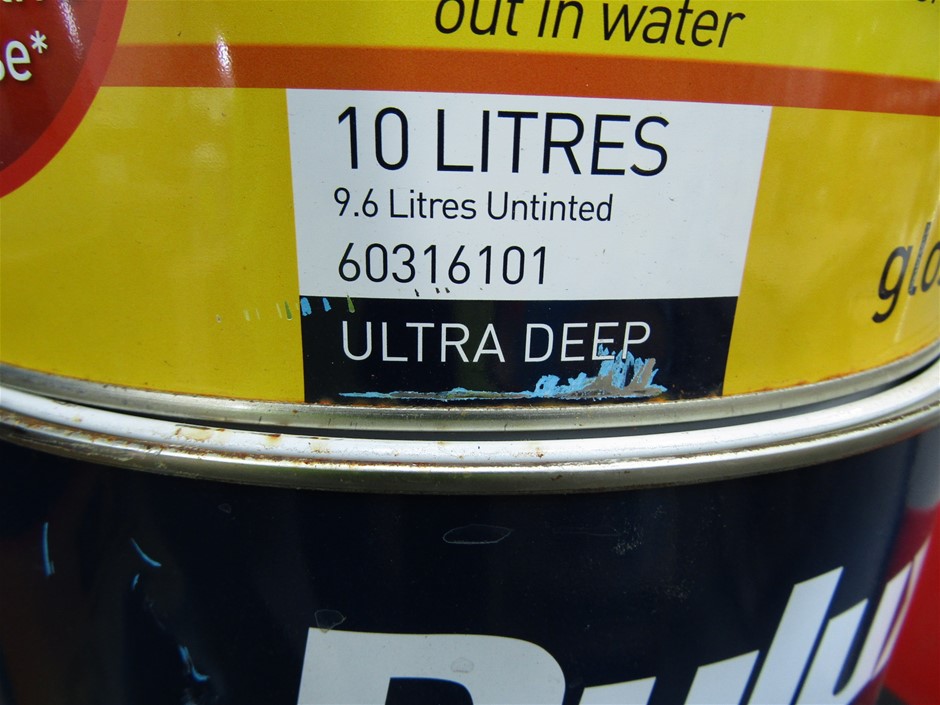 out in water
10 LITRES
9.6 Litres Untinted
60316101
ULTRA DEEP